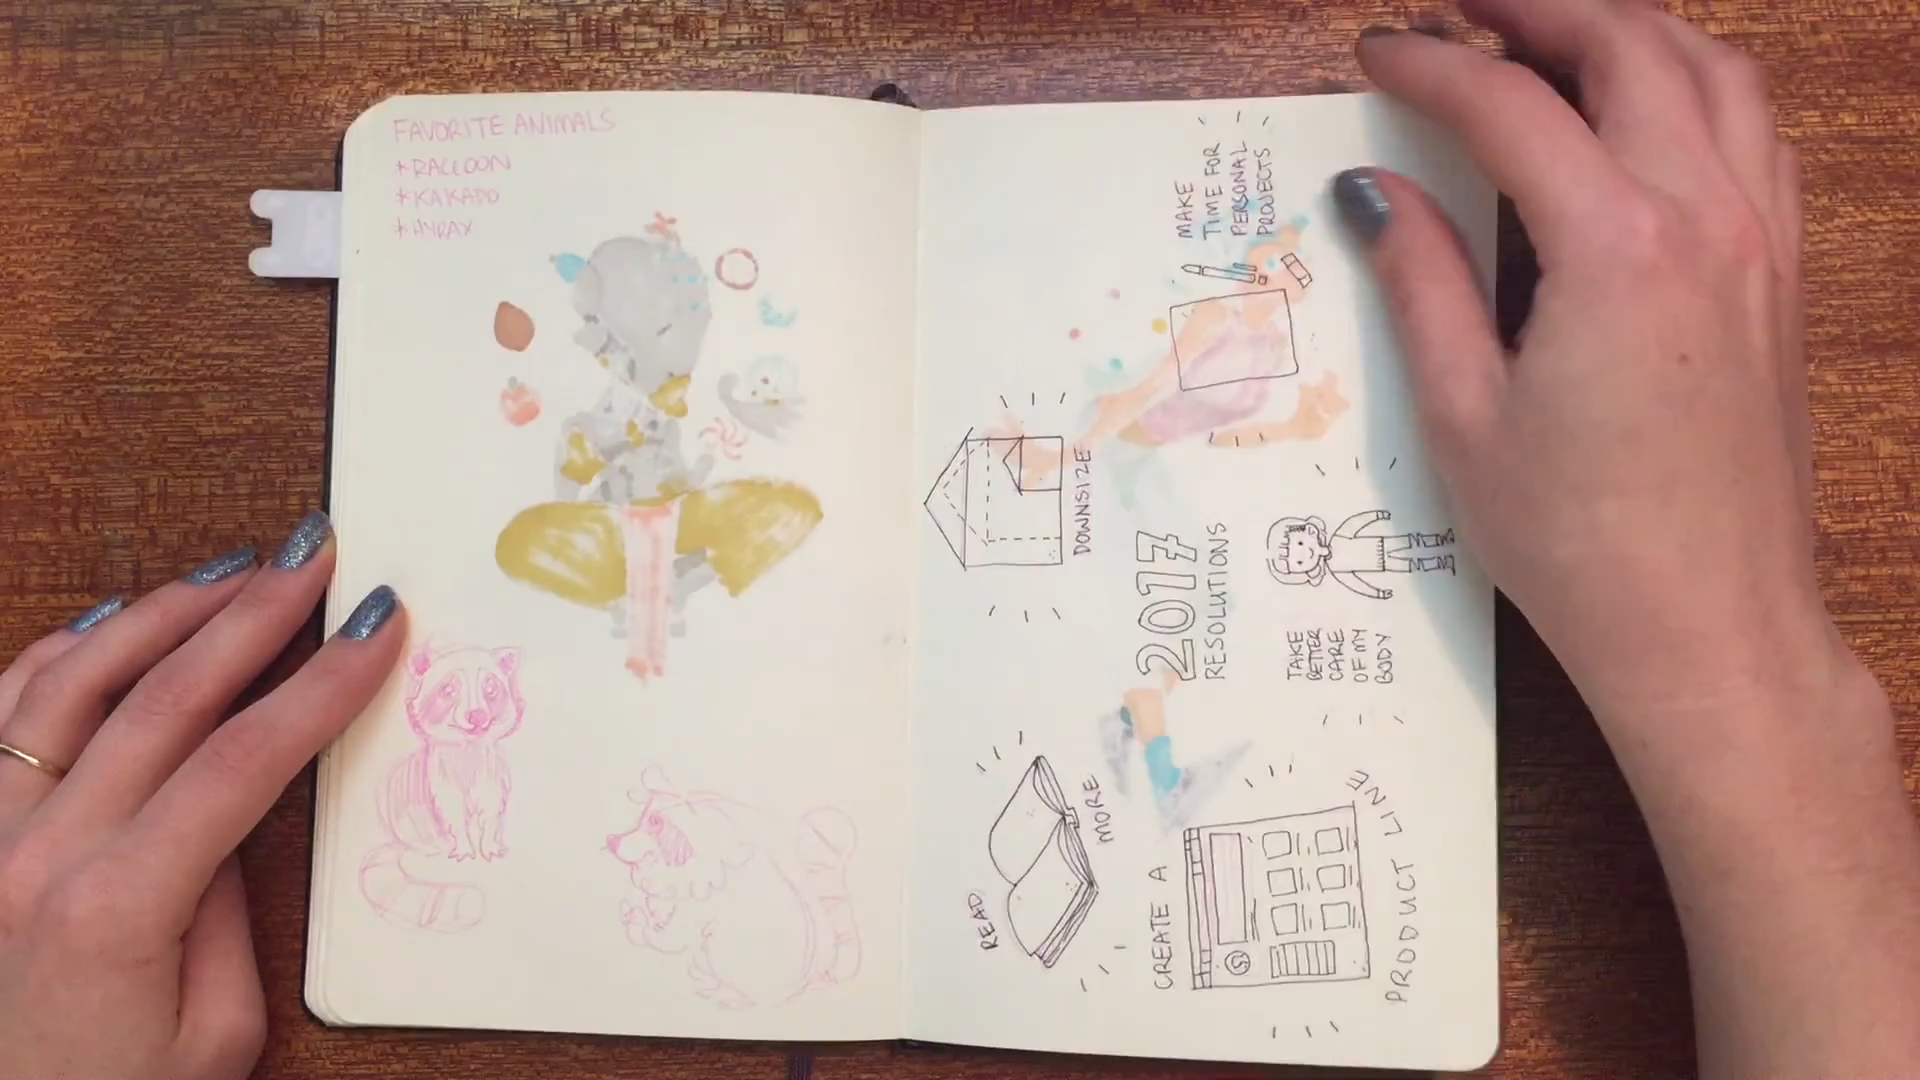 FAVORITE ANIMALS
*RACCOON
*KAKAPO
*HYRAX
MAKE
TIME FOR
PERSONAL
PROJECTS
DOWNSIZE
2017
RESOLUTIONS
TAKE
BETTER
CARE
OF MY
BODY
READ
MORE
CREATE A
PRODUCT LINE